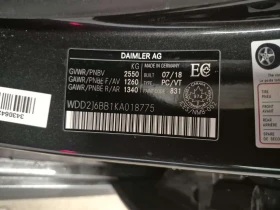 DAIMLER AG
KG BUILT MADE IN GERMANY
GVWR/PNBV 2550 07/18
GAWR/PNBE F/AV 1260 TYPE PC/VT
GAWR/PNBE R/AR 1340 831
WDD2J6BB1KA018775
EC